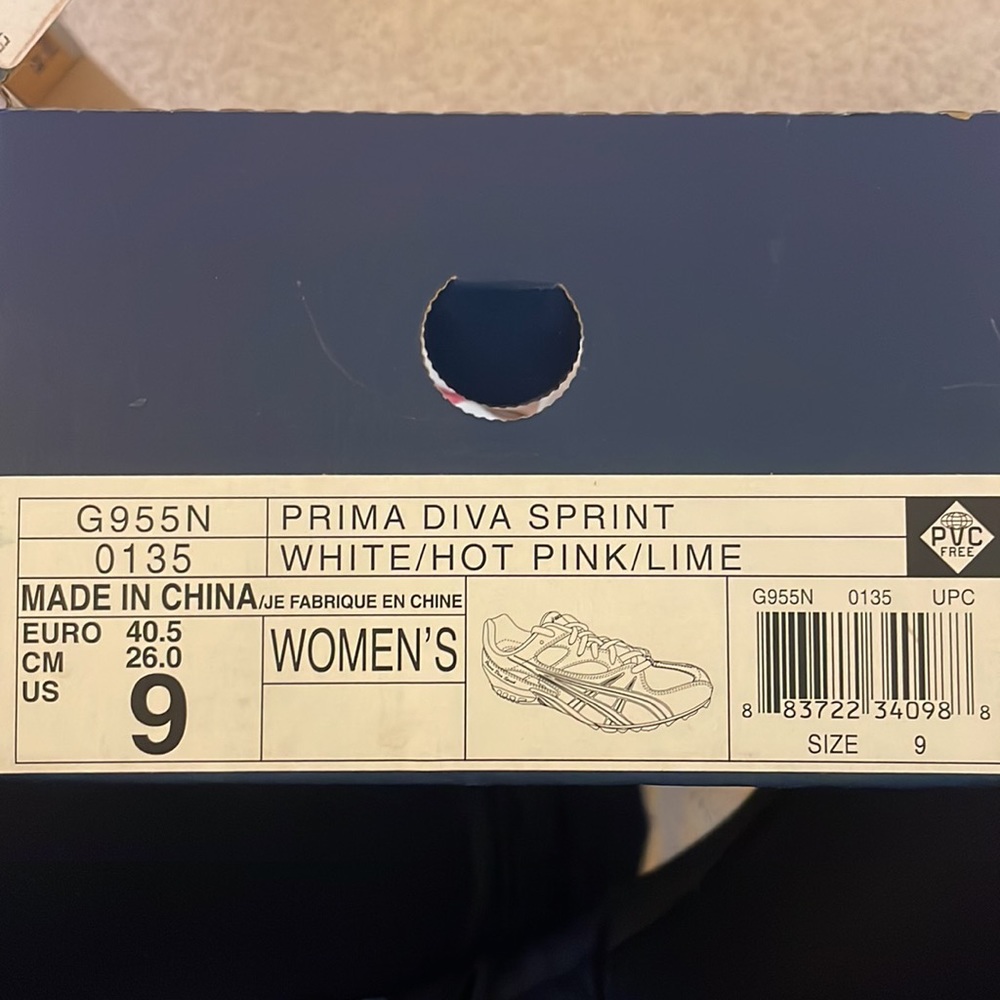 G955N
PRIMA DIVA SPRINT
0135
WHITE/HOT PINK/LIME
PVC
FREE
MADE IN CHINA/JE FABRIQUE EN CHINE
EURO 40.5
CM 26.0
US 9
WOMEN'S
G955N 0135 UPC
8 83722 34098 8
SIZE 9